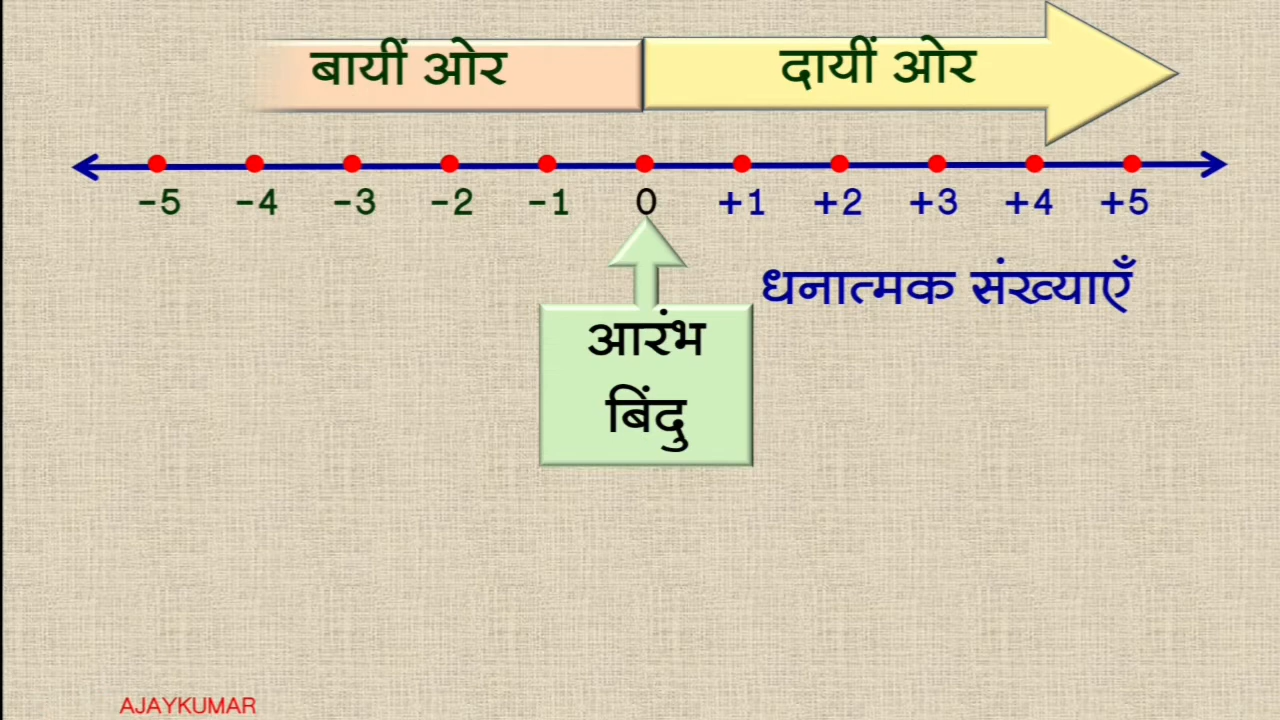 बायीं ओर दायीं ओर
-5 -4 -3 -2 -1 0 +1 +2 +3 +4 +5
धनात्मक संख्याएँ
आरंभ
बिंदु
AJAYKUMAR